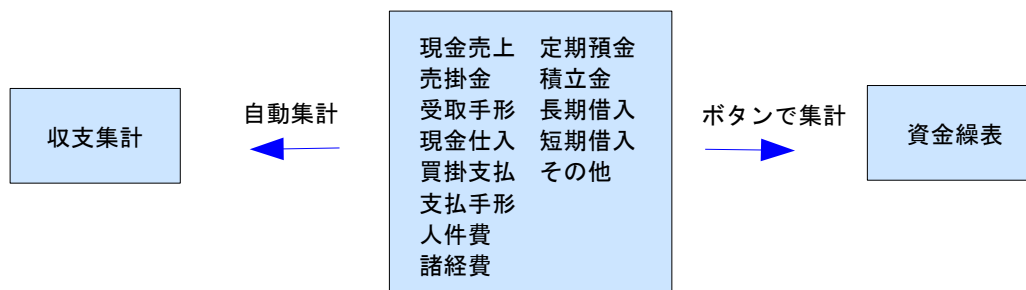 収支集計
自動集計
現金売上 定期預金
売掛金 積立金
受取手形 長期借入
現金仕入 短期借入
買掛支払 その他
支払手形
人件費
諸経費
ボタンで集計
資金繰表